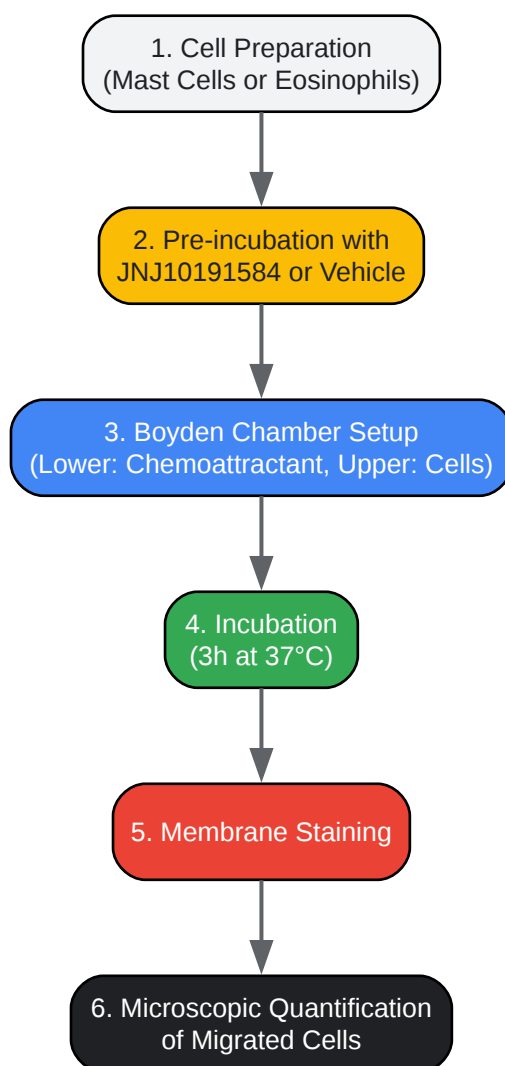 1. Cell Preparation
(Mast Cells or Eosinophils)
2. Pre-incubation with
JNJ10191584 or Vehicle
3. Boyden Chamber Setup
(Lower: Chemoattractant, Upper: Cells)
4. Incubation
(3h at 37°C)
5. Membrane Staining
6. Microscopic Quantification
of Migrated Cells